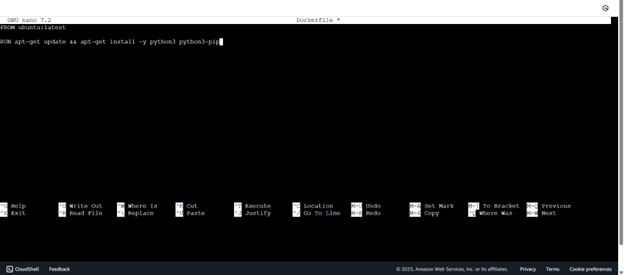 GNU nano 7.2 Dockerfile *
FROM ubuntu:latest
RUN apt-get update && apt-get install -y python3 python3-pip
^G Help ^O Write Out ^W Where Is ^K Cut ^T Execute ^C Location M-U Undo M-A Set Mark M-] To Bracket M-Q Previous
^X Exit ^R Read File ^\ Replace ^U Paste ^J Justify ^/ Go To Line M-E Redo M-6 Copy ^Q Where Was M-W Next
CloudShell Feedback © 2025, Amazon Web Services, Inc. or its affiliates. Privacy Terms Cookie preferences